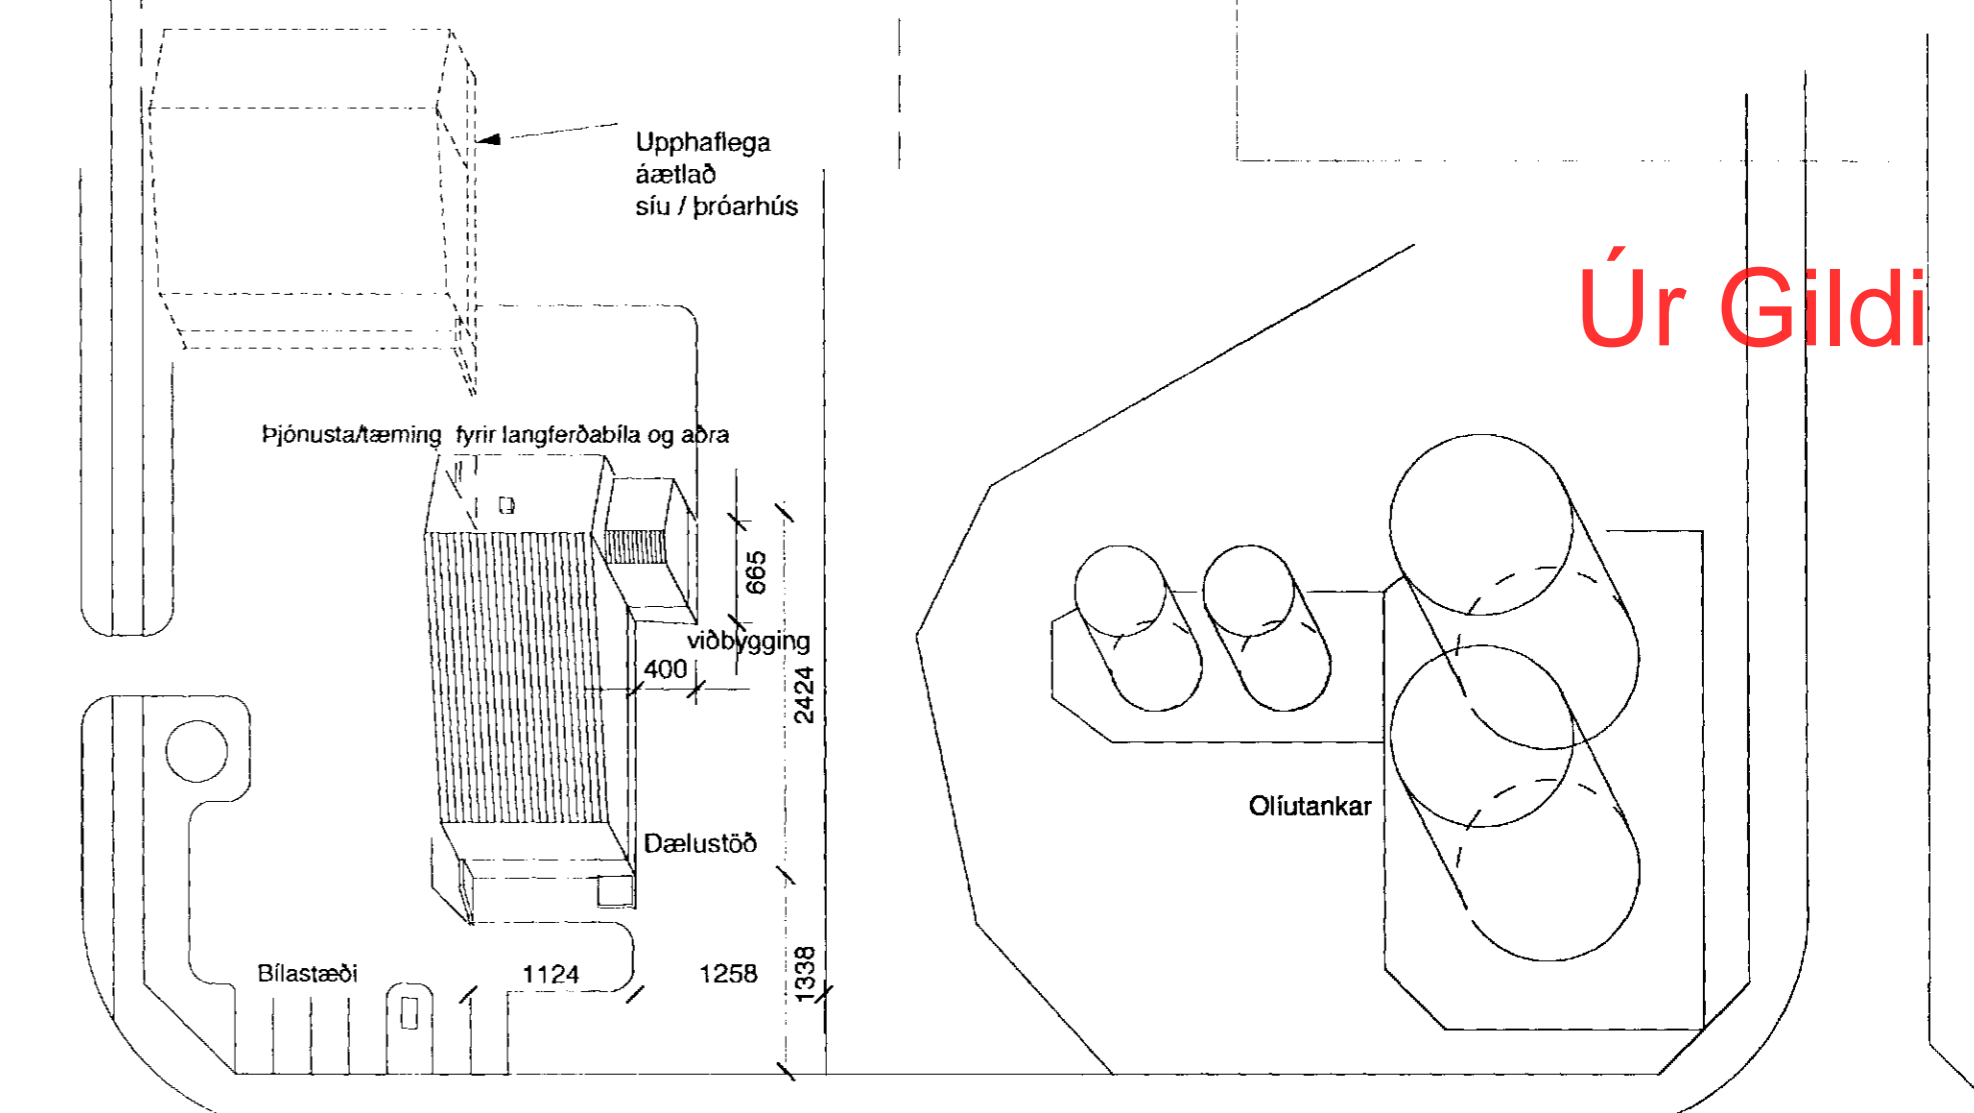 Upphaflega
áætlað
síu / þróarhús
Úr Gildi
Þjónusta/tæming fyrir langferðabíla og aðra
665
viðbygging
400
2424
Olíutankar
Dælustöð
Bílastæði
1124
1258
1338